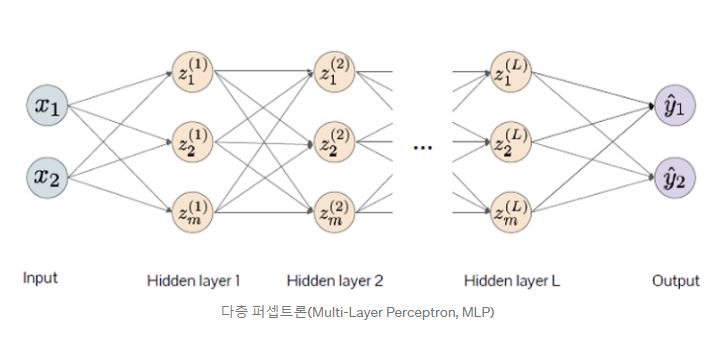 x₁ z₁⁽¹⁾ z₁⁽²⁾ z₁⁽ᴸ⁾ ŷ₁
x₂ z₂⁽¹⁾ z₂⁽²⁾ ... z₂⁽ᴸ⁾ ŷ₂
zₘ⁽¹⁾ zₘ⁽²⁾ zₘ⁽ᴸ⁾
Input Hidden layer 1 Hidden layer 2 Hidden layer L Output
다층 퍼셉트론(Multi-Layer Perceptron, MLP)